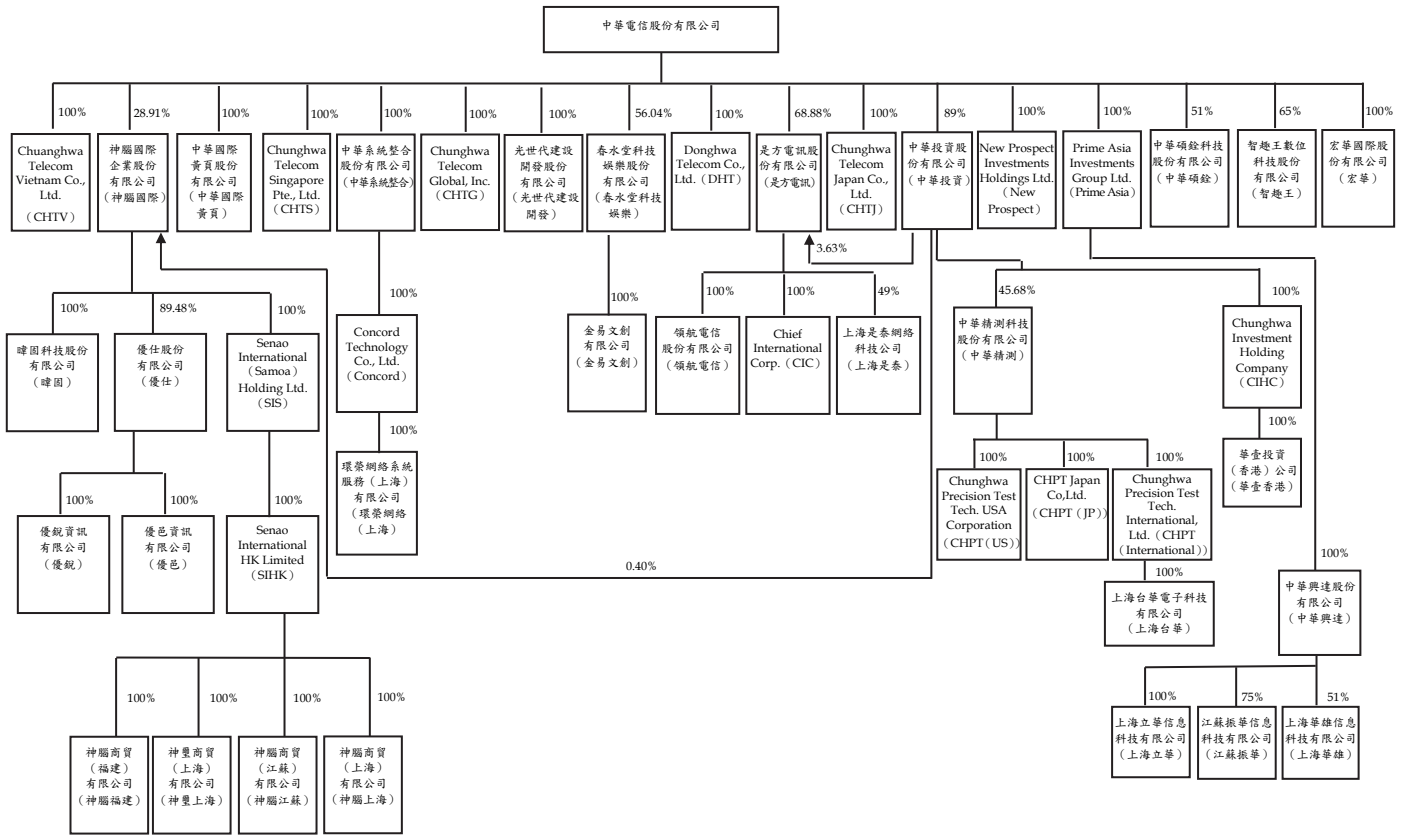 中華電信股份有限公司
100%
28.91%
100%
100%
100%
100%
100%
56.04%
100%
68.88%
100%
89%
100%
100%
51%
65%
100%
Chuanghwa
Telecom
Vietnam Co.,
Ltd.
(CHTV)
神腦國際
企業股份
有限公司
(神腦國際)
中華國際
黃頁股份
有限公司
(中華國際
黃頁)
Chunghwa
Telecom
Singapore
Pte., Ltd.
(CHTS)
中華系統整合
股份有限公司
(中華系統整合)
Chunghwa
Telecom
Global, Inc.
(CHTG)
光世代建設
開發股份
有限公司
(光世代建設
開發)
春水堂科技
娛樂股份
有限公司
(春水堂科技
娛樂)
Donghwa
Telecom Co.,
Ltd. (DHT)
是方電訊股
份有限公司
(是方電訊)
Chunghwa
Telecom
Japan Co.,
Ltd.
(CHTJ)
中華投資股
份有限公司
(中華投資)
New Prospect
Investments
Holdings Ltd.
(New
Prospect)
Prime Asia
Investments
Group Ltd.
(Prime Asia)
中華碩銓科技
股份有限公司
(中華碩銓)
智趣王數位
科技股份
有限公司
(智趣王)
宏華國際股
份有限公司
(宏華)
3.63%
100%
89.48%
100%
100%
100%
100%
100%
49%
45.68%
100%
暐固科技股份
有限公司
(暐固)
優仕股份
有限公司
(優仕)
Senao
International
(Samoa)
Holding Ltd.
(SIS)
Concord
Technology
Co., Ltd.
(Concord)
金易文創
有限公司
(金易文創)
領航電信
股份有限公司
(領航電信)
Chief
International
Corp. (CIC)
上海是泰網絡
科技公司
(上海是泰)
中華精測科技
股份有限公司
(中華精測)
Chunghwa
Investment
Holding
Company
(CIHC)
100%
100%
100%
100%
100%
100%
100%
100%
環榮網絡系統
服務(上海)
有限公司
(環榮網絡
(上海)
Chunghwa
Precision Test
Tech. USA
Corporation
(CHPT(US))
CHPT Japan
Co,Ltd.
(CHPT(JP))
Chunghwa
Precision Test
Tech.
International,
Ltd. (CHPT
(International))
華壹投資
(香港)公司
(華壹香港)
優銳資訊
有限公司
(優銳)
優邑資訊
有限公司
(優邑)
Senao
International
HK Limited
(SIHK)
0.40%
100%
100%
上海台華電子科技
有限公司
(上海台華)
中華興達股份
有限公司
(中華興達)
100%
100%
100%
100%
100%
75%
51%
神腦商貿
(福建)
有限公司
(神腦福建)
神璽商貿
(上海)
有限公司
(神璽上海)
神腦商貿
(江蘇)
有限公司
(神腦江蘇)
神腦商貿
(上海)
有限公司
(神腦上海)
上海立華信息
科技有限公司
(上海立華)
江蘇振華信息
科技有限公司
(江蘇振華)
上海華雄信息
科技有限公司
(上海華雄)